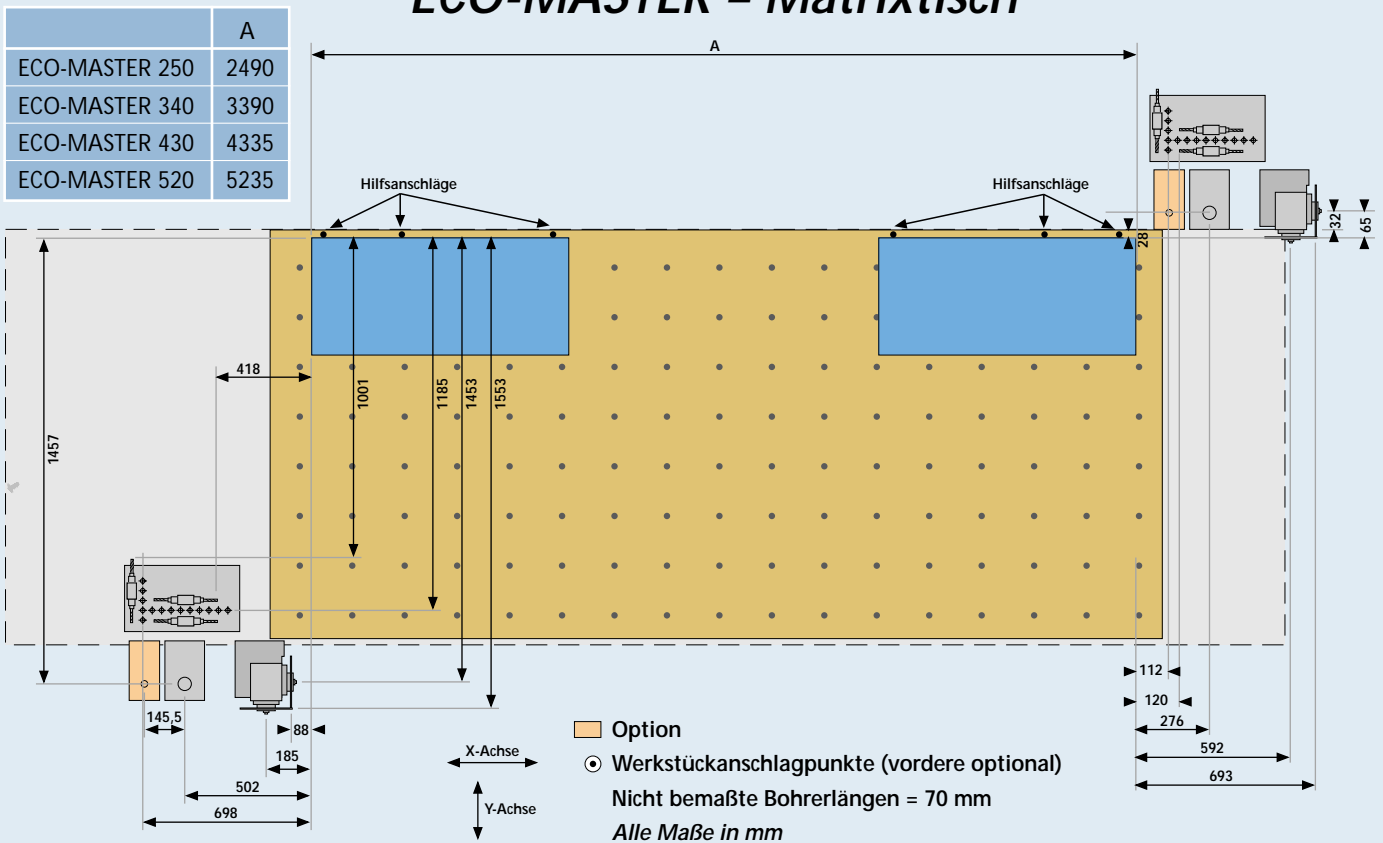 ECO-MASTER – Matrixtisch
A
ECO-MASTER 250 2490
ECO-MASTER 340 3390
ECO-MASTER 430 4335
ECO-MASTER 520 5235
A
Hilfsanschläge
Hilfsanschläge
28
32
65
418
1001
1185
1453
1553
1457
145,5
88
185
502
698
112
120
276
592
693
X-Achse
Y-Achse
Option
Werkstückanschlagpunkte (vordere optional)
Nicht bemaßte Bohrerlängen = 70 mm
Alle Maße in mm